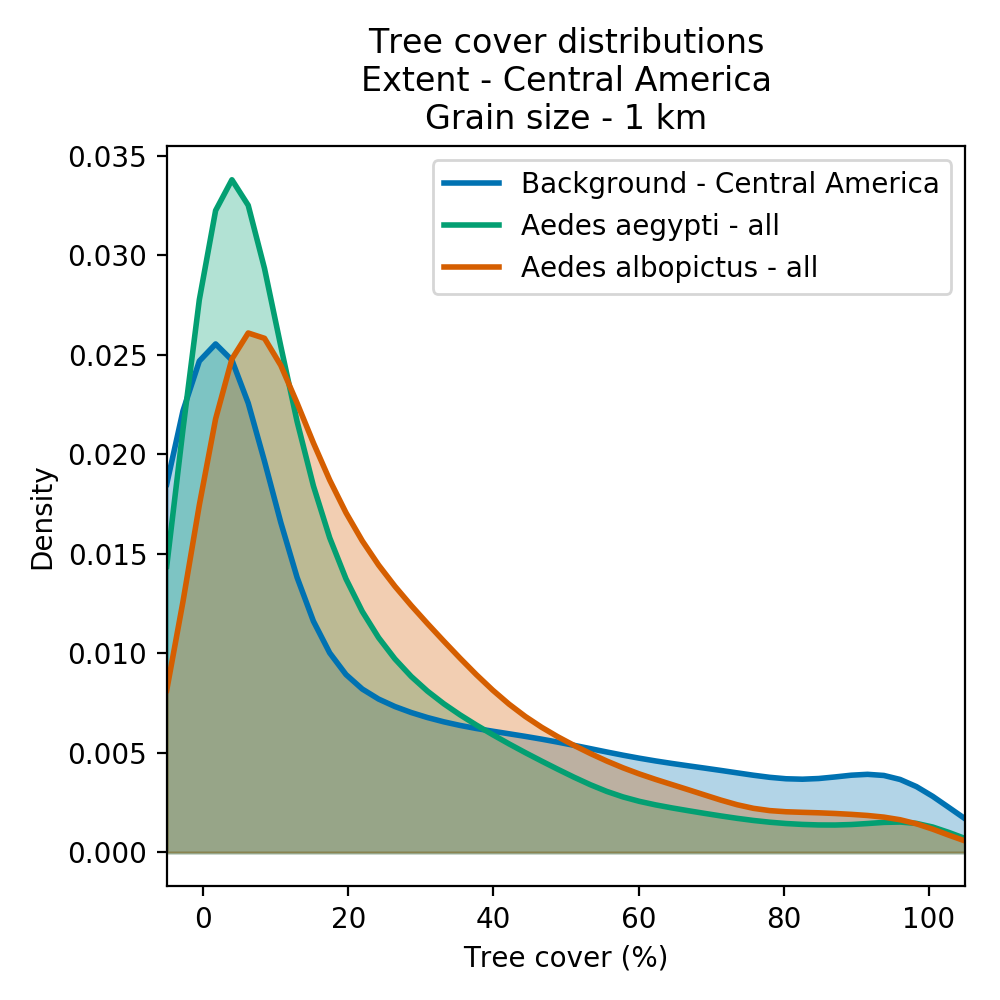 Tree cover distributions
Extent - Central America
Grain size - 1 km
Background - Central America
Aedes aegypti - all
Aedes albopictus - all
0.035
0.030
0.025
0.020
0.015
0.010
0.005
0.000
Density
0 20 40 60 80 100
Tree cover (%)